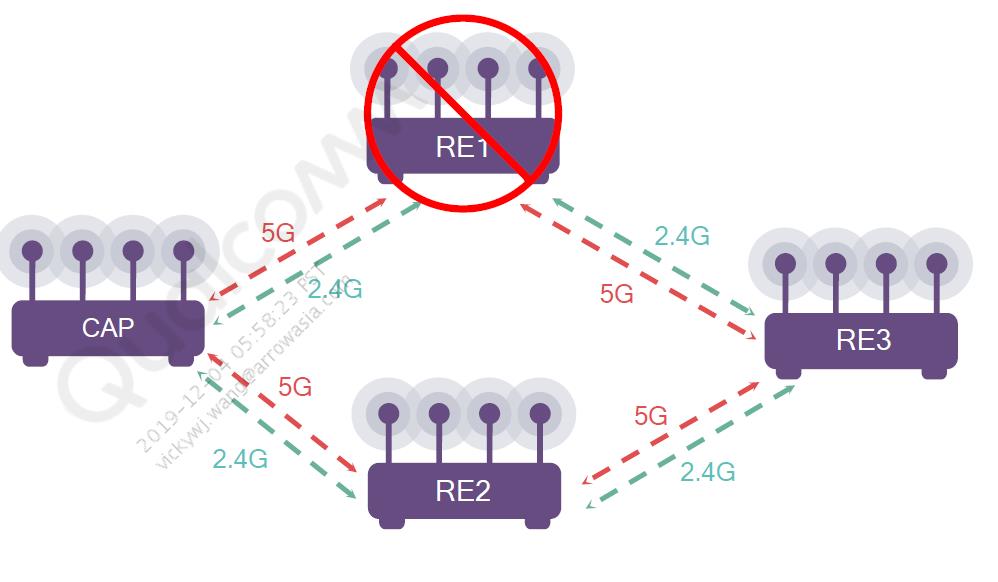 RE1
5G
2.4G
2.4G
5G
CAP
RE3
5G
2.4G
5G
2.4G
RE2
Qualcomm
2019-12-04 05:58:23 PST
vickywj.wang@arrowasia.com